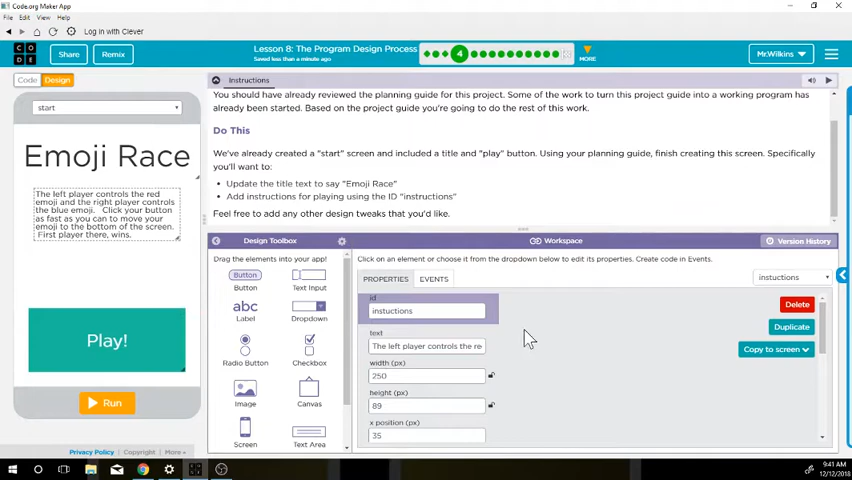 Code.org Maker App
File Edit View Help
Log In with Clever
C O
D E
Share
Remix
Lesson 8: The Program Design Process
Saved less than a minute ago
4
MORE
Mr.Wilkins
Code
Design
Instructions
start
Emoji Race
The left player controls the red
emoji and the right player controls
the blue emoji. Click your button
as fast as you can to move your
emoji to the bottom of the screen.
First player there, wins.
Play!
Run
You should have already reviewed the planning guide for this project. Some of the work to turn this project guide into a working program has
already been started. Based on the project guide you're going to do the rest of this work.
Do This
We've already created a "start" screen and included a title and "play" button. Using your planning guide, finish creating this screen. Specifically
you'll want to:
• Update the title text to say "Emoji Race"
• Add instructions for playing using the ID "instructions"
Feel free to add any other design tweaks that you'd like.
Design Toolbox
Workspace
Version History
Drag the elements into your app!
Button
Button
Text Input
abc
Label
Dropdown
Radio Button
Checkbox
Image
Canvas
Screen
Text Area
Click on an element or choose it from the dropdown below to edit its properties. Create code in Events.
PROPERTIES
EVENTS
instuctions
id
instuctions
text
The left player controls the re
width (px)
250
height (px)
89
x position (px)
35
Delete
Duplicate
Copy to screen
Privacy Policy | Copyright | More
9:41 AM
12/12/2018